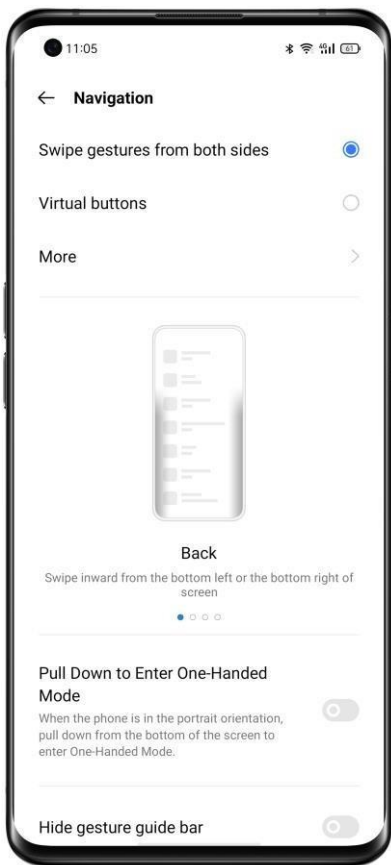 11:05
4G 61
Navigation
Swipe gestures from both sides
Virtual buttons
More
Back
Swipe inward from the bottom left or the bottom right of
screen
Pull Down to Enter One-Handed
Mode
When the phone is in the portrait orientation,
pull down from the bottom of the screen to
enter One-Handed Mode.
Hide gesture guide bar